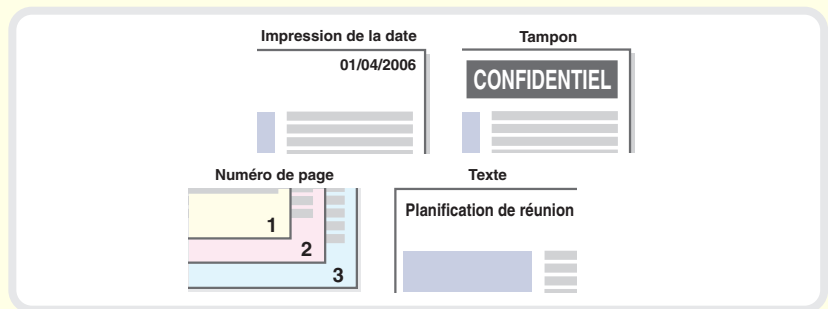 Impression de la date
01/04/2006
Tampon
CONFIDENTIEL
Numéro de page
1
2
3
Texte
Planification de réunion